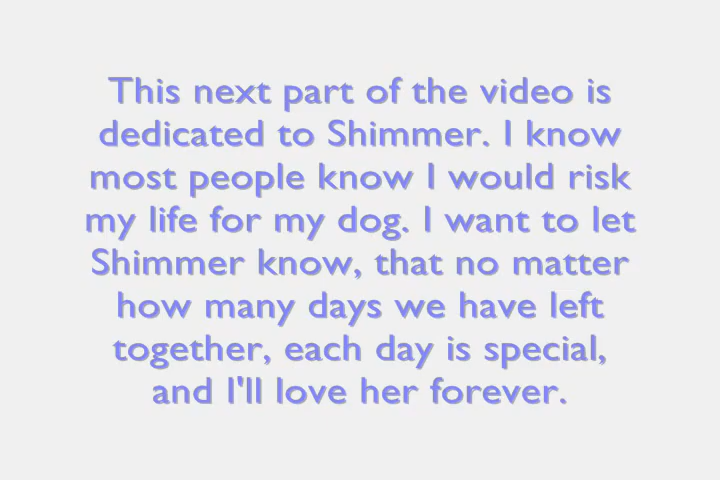 This next part of the video is
dedicated to Shimmer. I know
most people know I would risk
my life for my dog. I want to let
Shimmer know, that no matter
how many days we have left
together, each day is special,
and I'll love her forever.